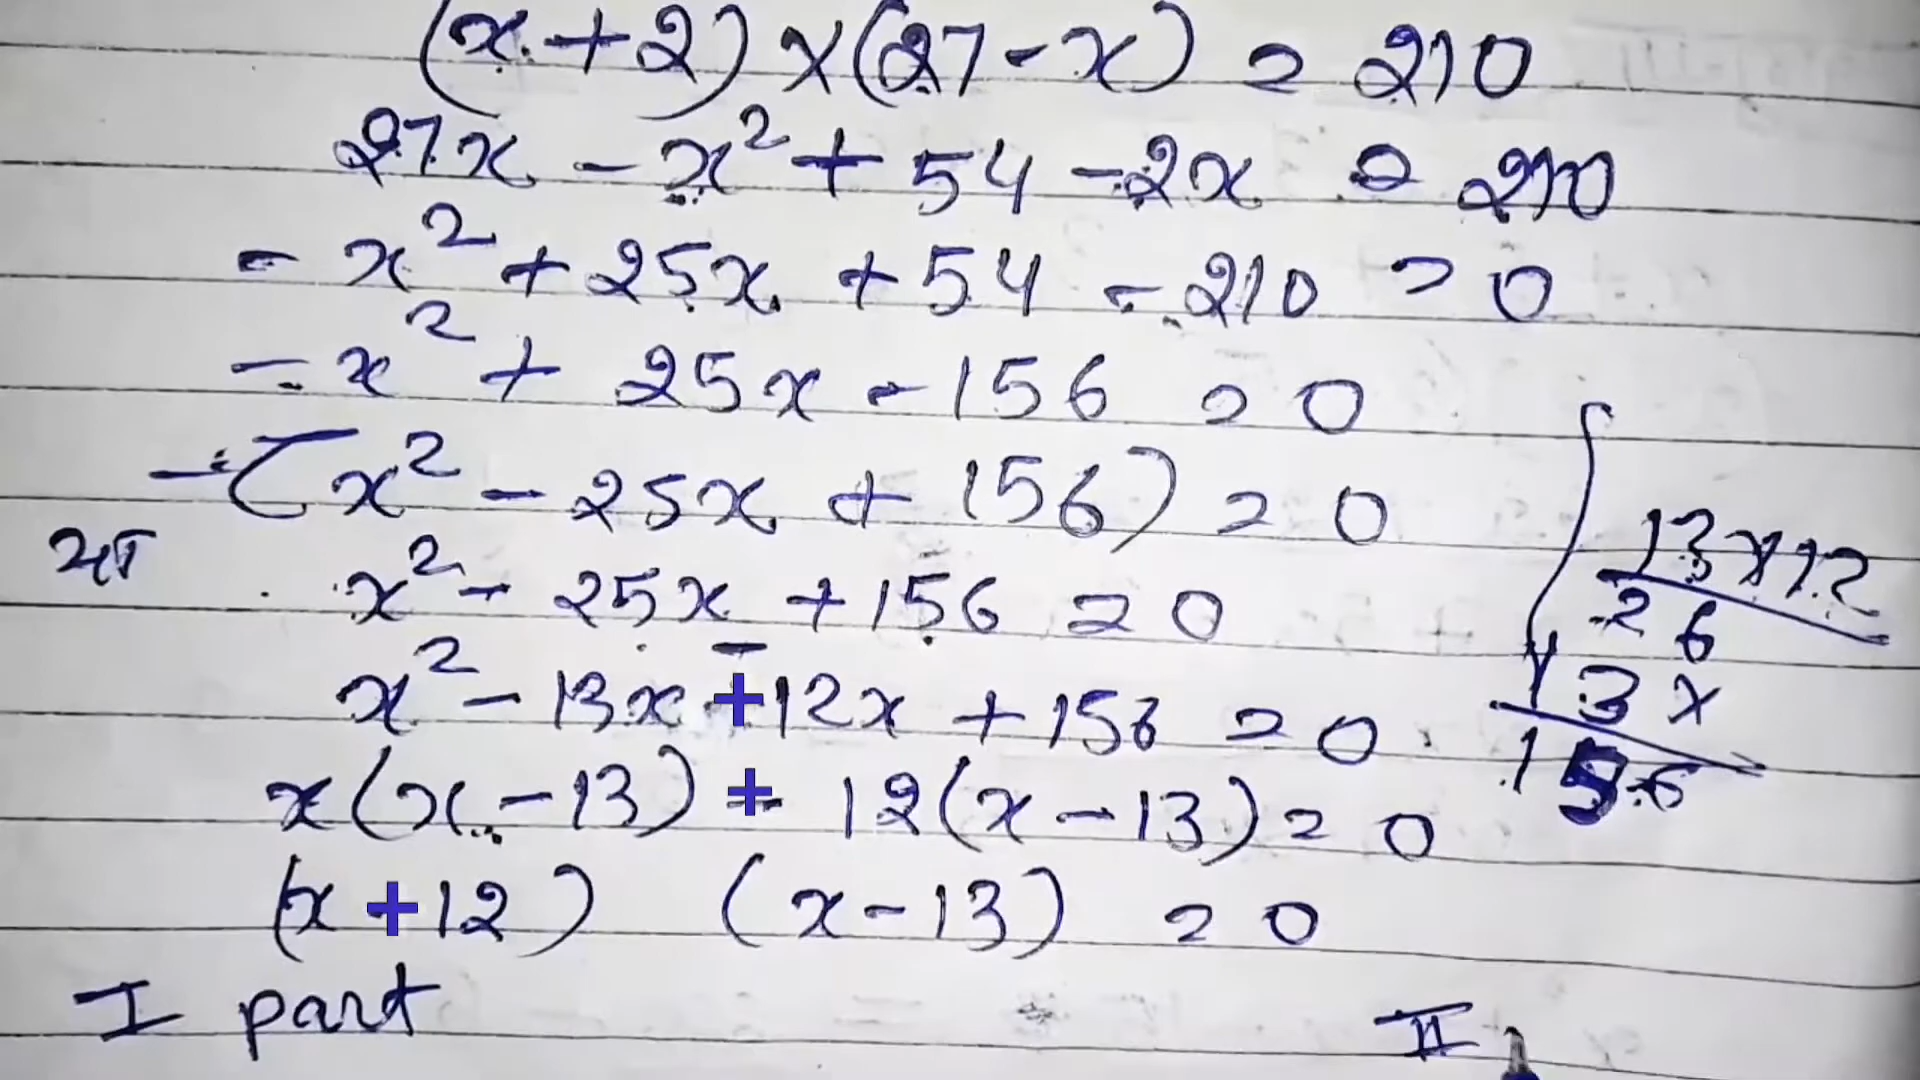 (x+2)×(27-x) = 210
27x - x² + 54 - 2x = 210
- x² + 25x + 54 - 210 = 0
- x² + 25x - 156 = 0
-(x² - 25x + 156) = 0
या x² - 25x + 156 = 0
x² - 13x + 12x + 156 = 0
x(x-13) + 12(x-13) = 0
(x+12) (x-13) = 0
I part II
13×12
26
13×
156